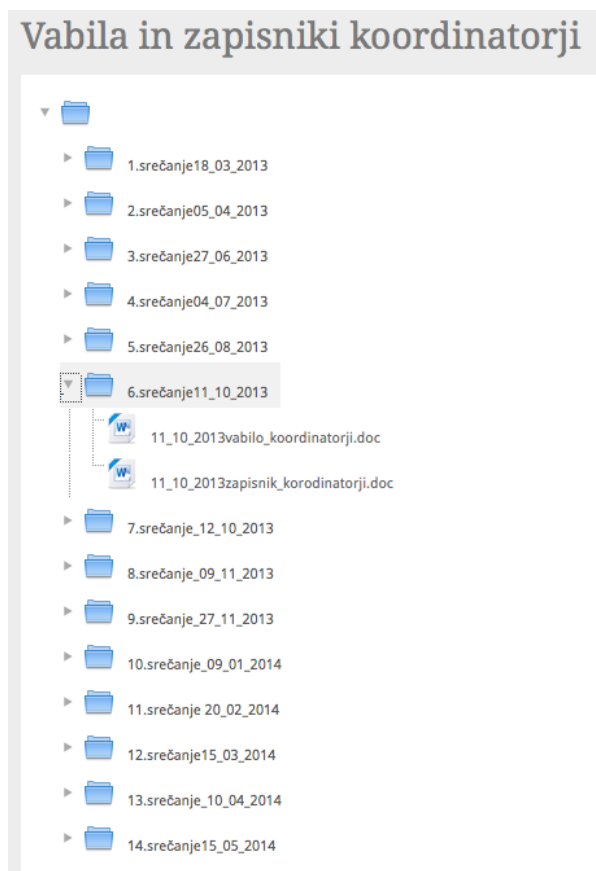 Vabila in zapisniki koordinatorji
1.srečanje18_03_2013
2.srečanje05_04_2013
3.srečanje27_06_2013
4.srečanje04_07_2013
5.srečanje26_08_2013
6.srečanje11_10_2013
11_10_2013vabilo_koordinatorji.doc
11_10_2013zapisnik_korodinatorji.doc
7.srečanje_12_10_2013
8.srečanje_09_11_2013
9.srečanje_27_11_2013
10.srečanje_09_01_2014
11.srečanje 20_02_2014
12.srečanje15_03_2014
13.srečanje_10_04_2014
14.srečanje15_05_2014